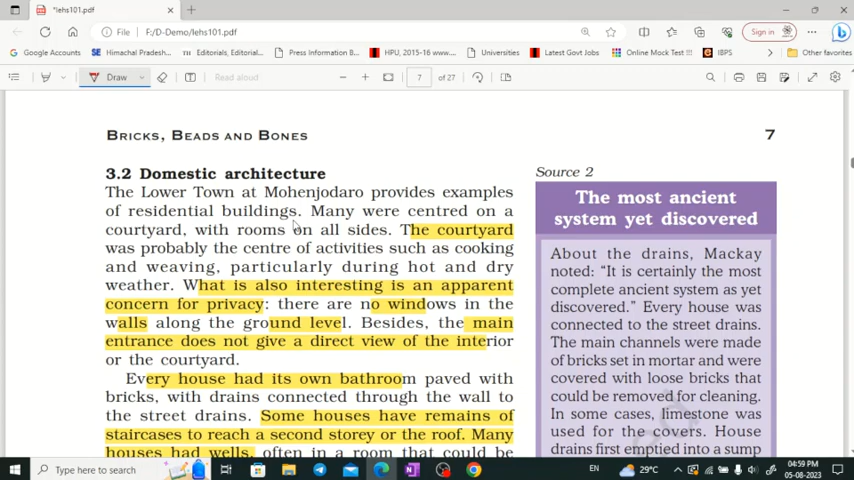 *lehs101.pdf
File
F:/D-Demo/lehs101.pdf
Sign in
Google Accounts
Himachal Pradesh...
Editorials, Editorial...
Press Information B...
HPU, 2015-16 www.h...
Universities
Latest Govt Jobs
Online Mock Test !!!
IBPS
Other favorites
Draw
Read aloud
7
of 27
BRICKS, BEADS AND BONES
7
3.2 Domestic architecture
The Lower Town at Mohenjodaro provides examples
of residential buildings. Many were centred on a
courtyard, with rooms on all sides. The courtyard
was probably the centre of activities such as cooking
and weaving, particularly during hot and dry
weather. What is also interesting is an apparent
concern for privacy: there are no windows in the
walls along the ground level. Besides, the main
entrance does not give a direct view of the interior
or the courtyard.
Every house had its own bathroom paved with
bricks, with drains connected through the wall to
the street drains. Some houses have remains of
staircases to reach a second storey or the roof. Many
houses had wells, often in a room that could be
Source 2
The most ancient
system yet discovered
About the drains, Mackay
noted: “It is certainly the most
complete ancient system as yet
discovered.” Every house was
connected to the street drains.
The main channels were made
of bricks set in mortar and were
covered with loose bricks that
could be removed for cleaning.
In some cases, limestone was
used for the covers. House
drains first emptied into a sump
Type here to search
EN
29°C
04:59 PM
05-08-2023